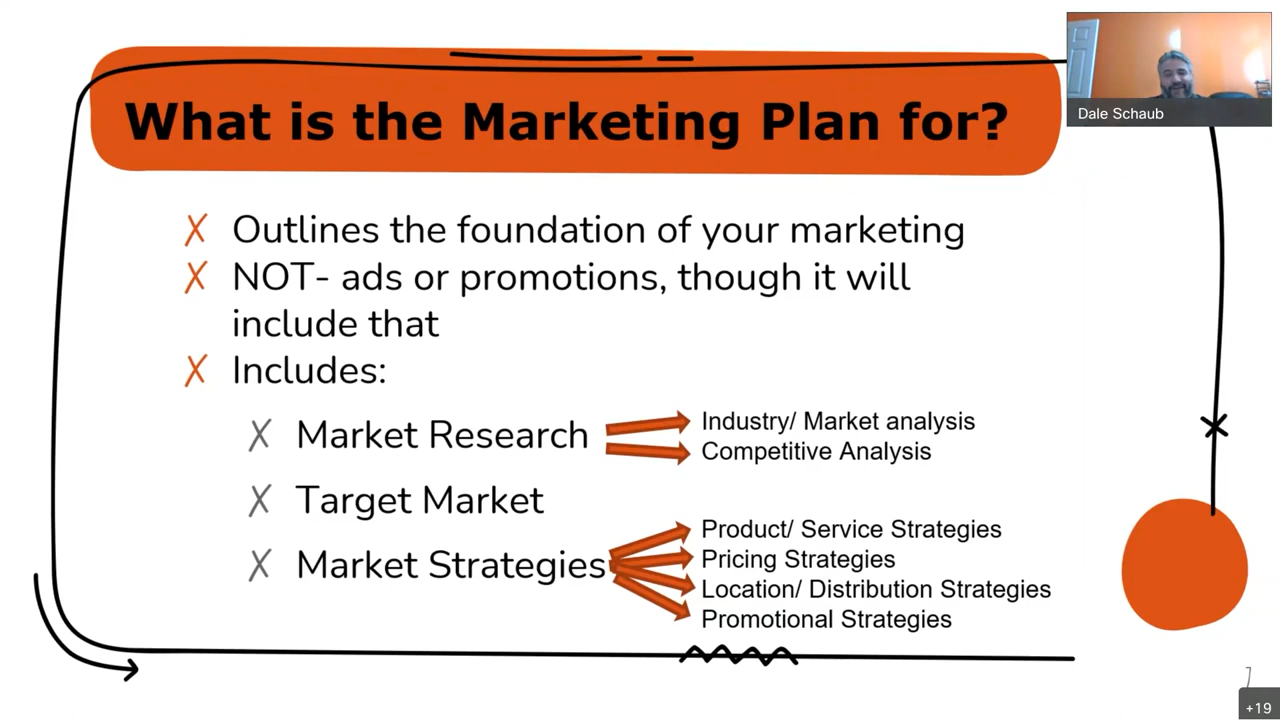 What is the Marketing Plan for?
Dale Schaub
Outlines the foundation of your marketing
NOT- ads or promotions, though it will
include that
Includes:
Market Research
Industry/ Market analysis
Competitive Analysis
Target Market
Market Strategies
Product/ Service Strategies
Pricing Strategies
Location/ Distribution Strategies
Promotional Strategies
+19